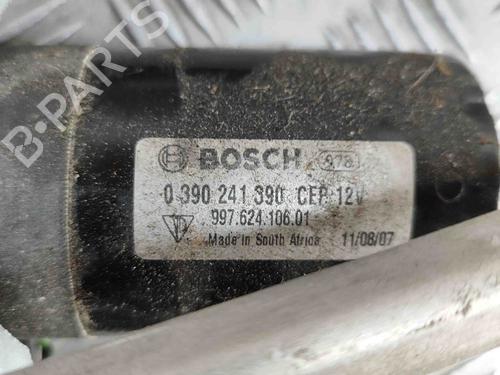 B-PARTS
BOSCH 878
0 390 241 390 CEP 12V
997.624.106.01
Made in South Africa 11/08/07